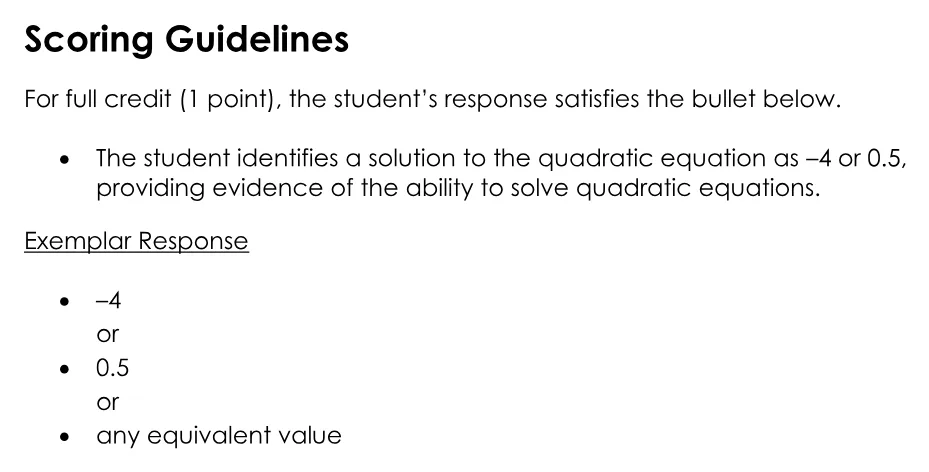 Scoring Guidelines
For full credit (1 point), the student’s response satisfies the bullet below.
• The student identifies a solution to the quadratic equation as –4 or 0.5,
providing evidence of the ability to solve quadratic equations.
Exemplar Response
• –4
or
• 0.5
or
• any equivalent value